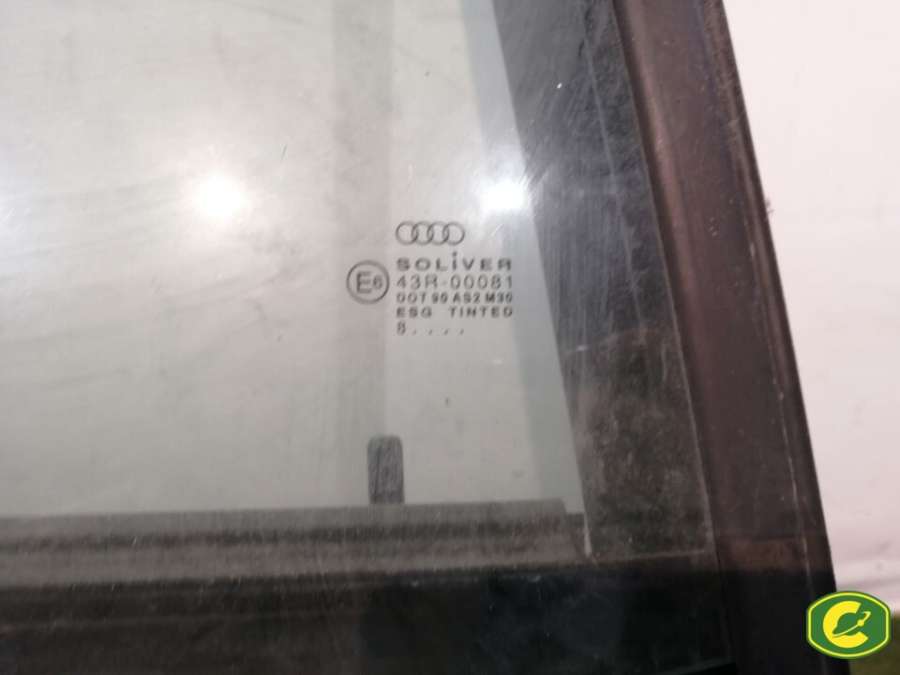 SOLiVER
E6 43R-00081
DOT 90 AS2 M30
ESG TINTED
8....